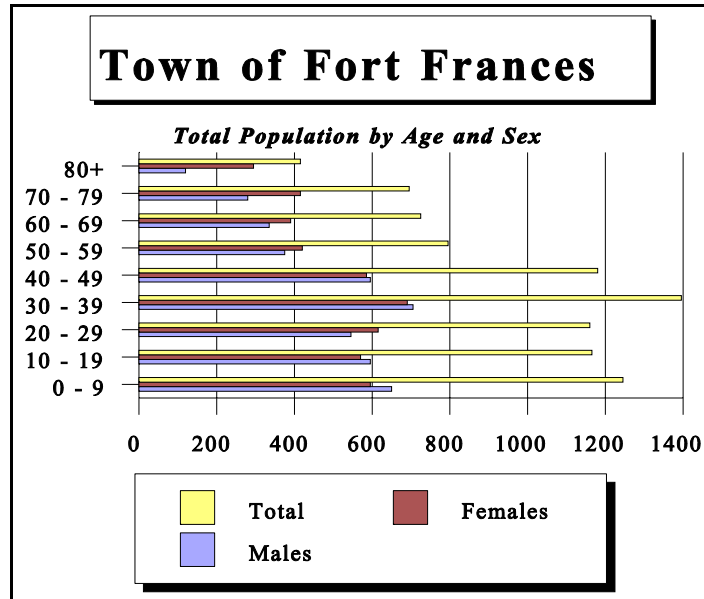 Town of Fort Frances
Total Population by Age and Sex
80+
70 - 79
60 - 69
50 - 59
40 - 49
30 - 39
20 - 29
10 - 19
0 - 9
0 200 400 600 800 1000 1200 1400
Total Females
Males